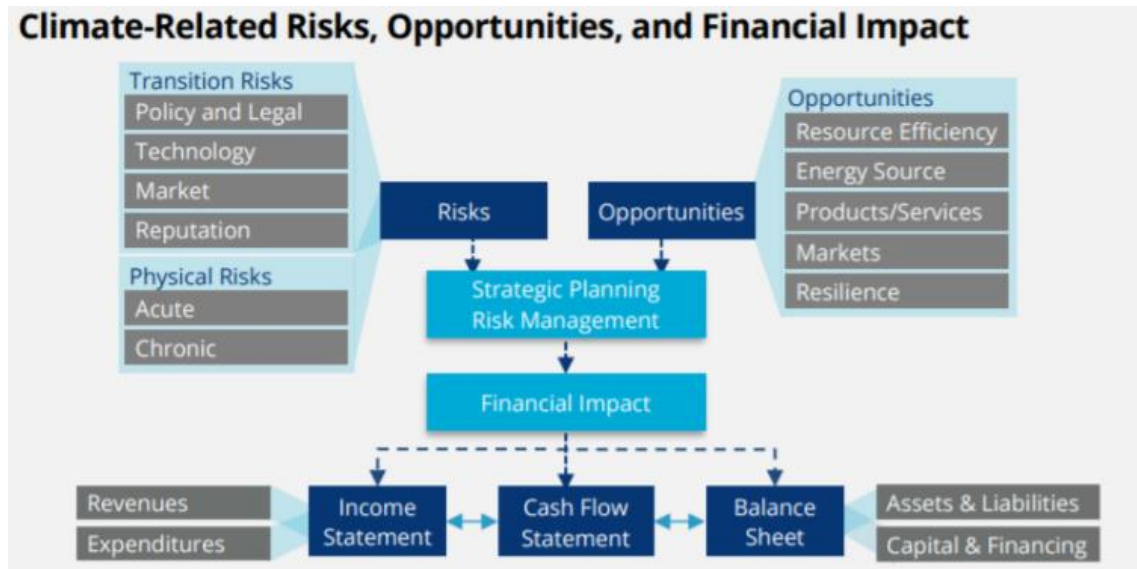 Climate-Related Risks, Opportunities, and Financial Impact
Transition Risks
Policy and Legal
Technology
Market
Reputation
Physical Risks
Acute
Chronic
Risks
Opportunities
Opportunities
Resource Efficiency
Energy Source
Products/Services
Markets
Resilience
Strategic Planning
Risk Management
Financial Impact
Revenues
Expenditures
Income
Statement
Cash Flow
Statement
Balance
Sheet
Assets & Liabilities
Capital & Financing